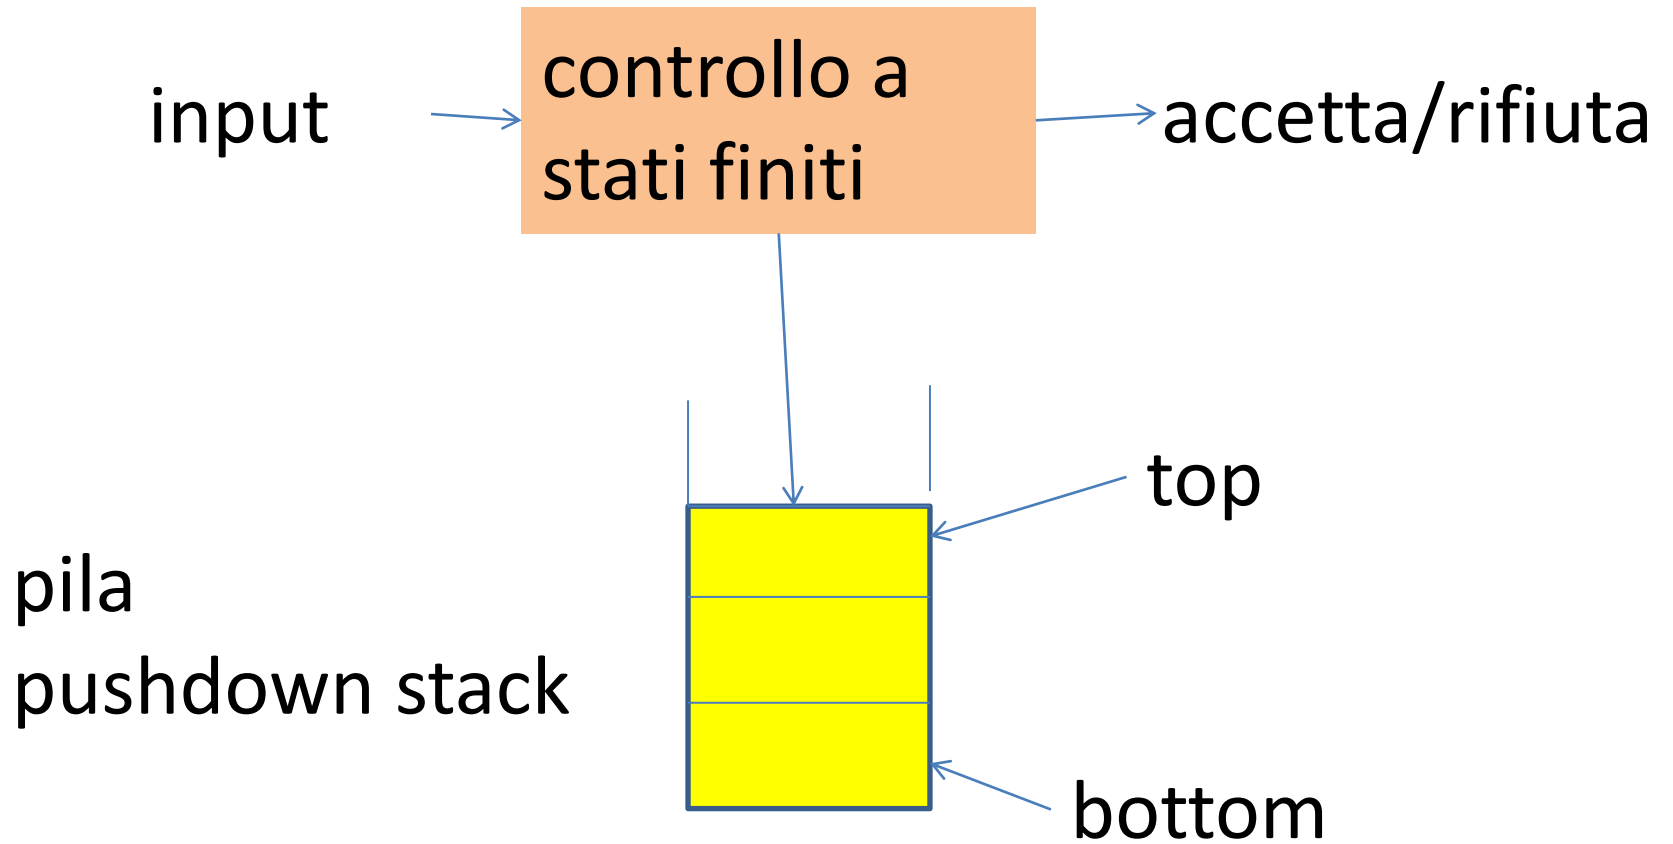 input
controllo a
stati finiti
accetta/rifiuta
top
pila
pushdown stack
bottom